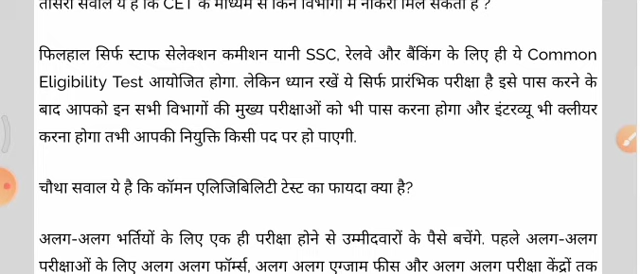 तीसरा सवाल ये है कि CET के माध्यम से किन विभागों में नौकरी मिल सकती है ?
फिलहाल सिर्फ स्टाफ सेलेक्शन कमीशन यानी SSC, रेलवे और बैंकिंग के लिए ही ये Common
Eligibility Test आयोजित होगा. लेकिन ध्यान रखें ये सिर्फ प्रारंभिक परीक्षा है इसे पास करने के
बाद आपको इन सभी विभागों की मुख्य परीक्षाओं को भी पास करना होगा और इंटरव्यू भी क्लीयर
करना होगा तभी आपकी नियुक्ति किसी पद पर हो पाएगी.
चौथा सवाल ये है कि कॉमन एलिजिबिलिटी टेस्ट का फायदा क्या है?
अलग-अलग भर्तियों के लिए एक ही परीक्षा होने से उम्मीदवारों के पैसे बचेंगे. पहले अलग-अलग
परीक्षाओं के लिए अलग अलग फॉर्म्स, अलग अलग एग्जाम फीस और अलग अलग परीक्षा केंद्रों तक